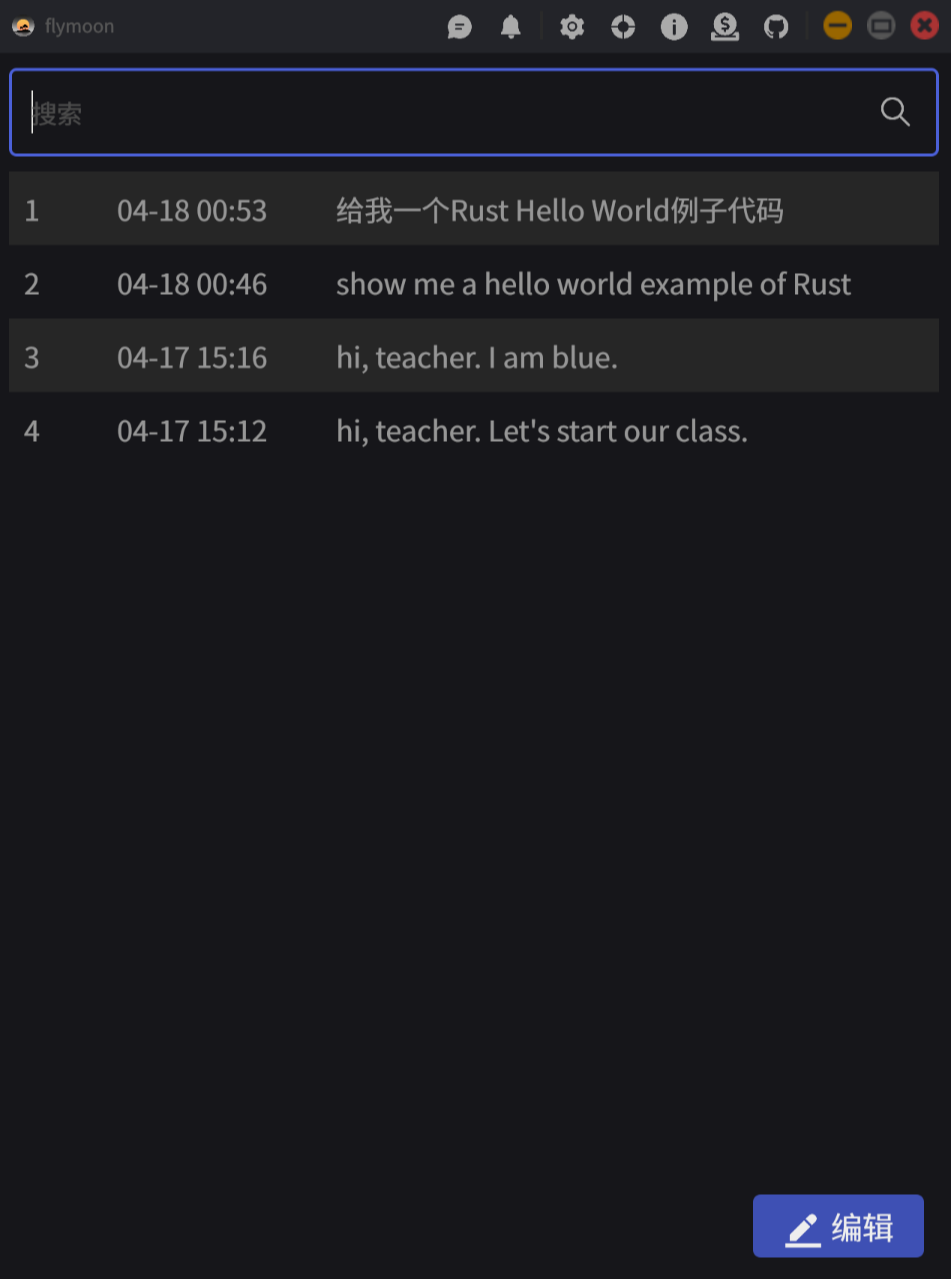 flymoon
搜索
1 04-18 00:53 给我一个Rust Hello World例子代码
2 04-18 00:46 show me a hello world example of Rust
3 04-17 15:16 hi, teacher. I am blue.
4 04-17 15:12 hi, teacher. Let's start our class.
编辑